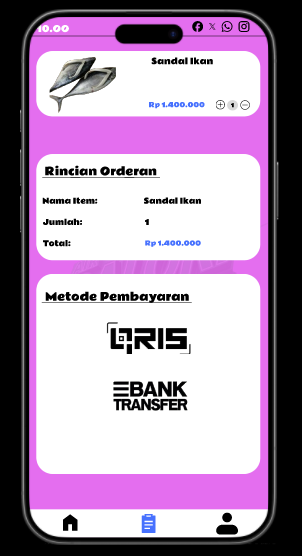 10.00
Sandal Ikan
Rp 1.400.000
1
Rincian Orderan
Nama Item: Sandal Ikan
Jumlah: 1
Total: Rp 1.400.000
Metode Pembayaran
QRIS
BANK
TRANSFER